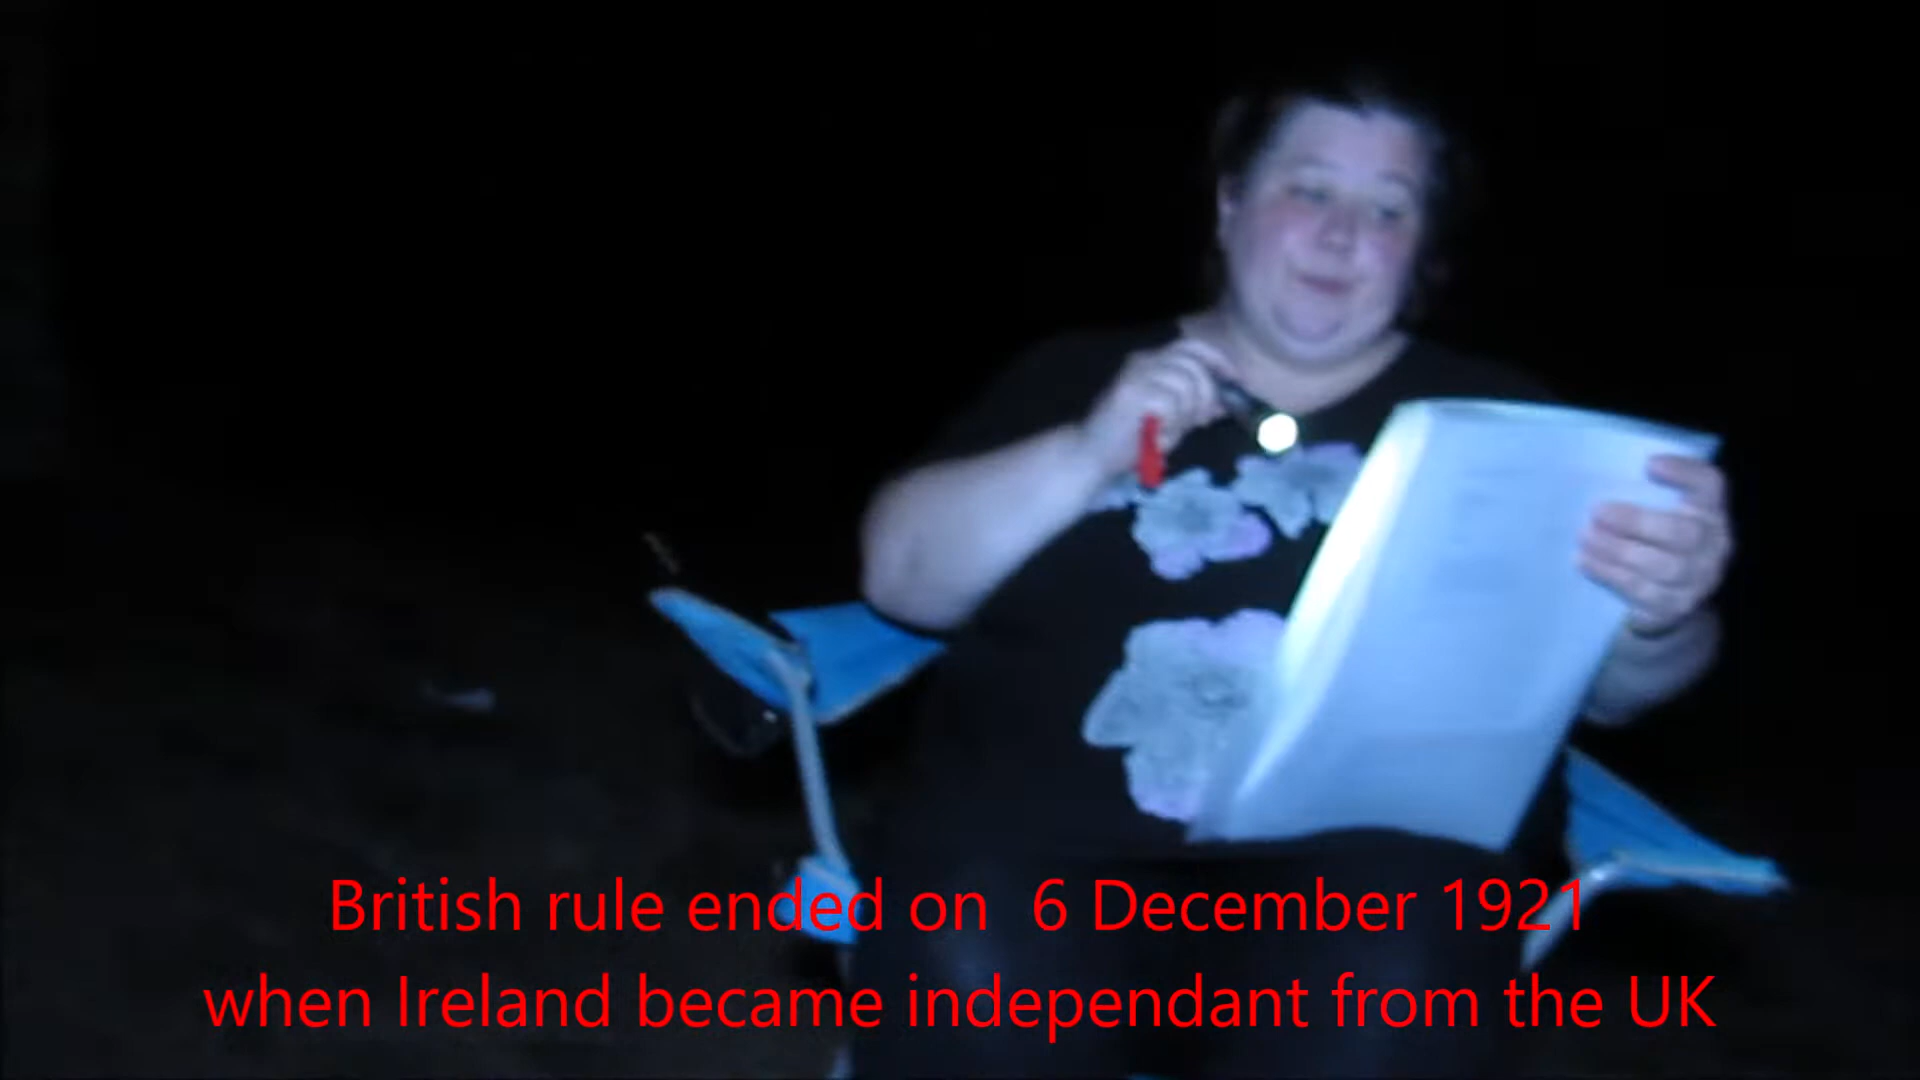 British rule ended on  6 December 1921
when Ireland became independant from the UK